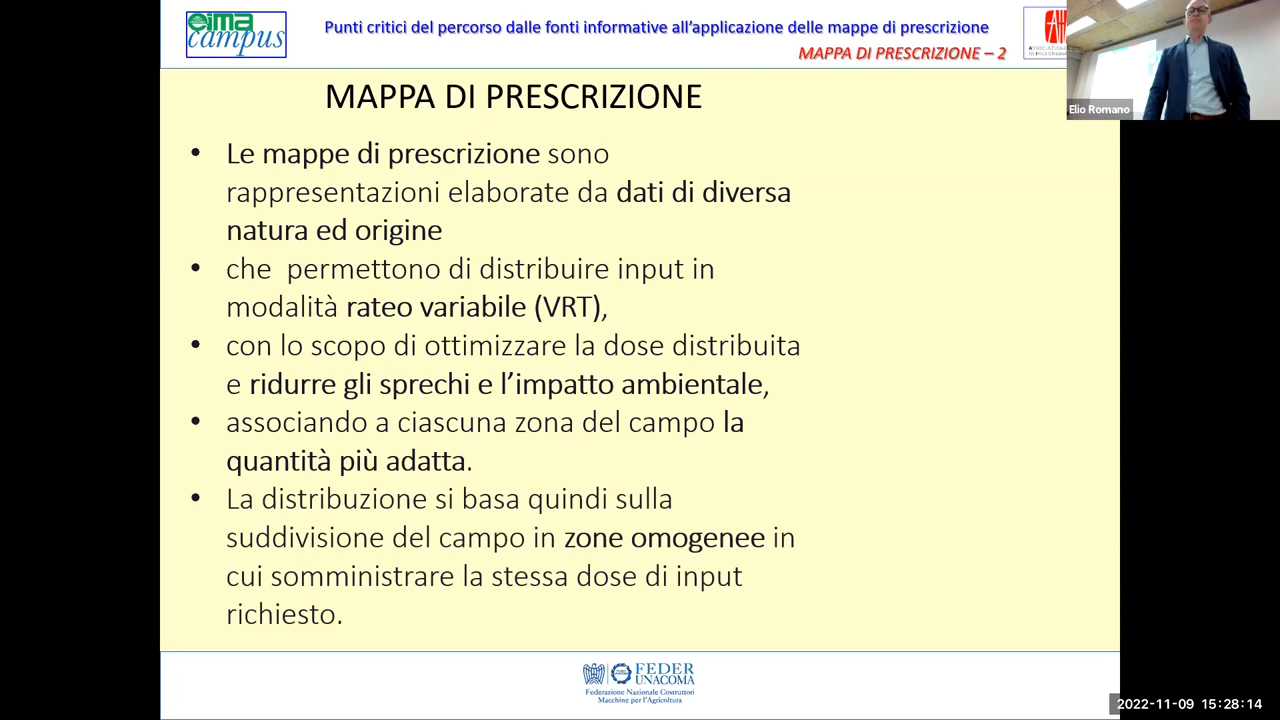 eima
campus
Punti critici del percorso dalle fonti informative all'applicazione delle mappe di prescrizione
MAPPA DI PRESCRIZIONE – 2
Elio Romano
MAPPA DI PRESCRIZIONE
• Le mappe di prescrizione sono
rappresentazioni elaborate da dati di diversa
natura ed origine
• che permettono di distribuire input in
modalità rateo variabile (VRT),
• con lo scopo di ottimizzare la dose distribuita
e ridurre gli sprechi e l'impatto ambientale,
• associando a ciascuna zona del campo la
quantità più adatta.
• La distribuzione si basa quindi sulla
suddivisione del campo in zone omogenee in
cui somministrare la stessa dose di input
richiesto.
FEDER
UNACOMA
Federazione Nazionale Costruttori
Macchine per l'Agricoltura
2022-11-09 15:28:14